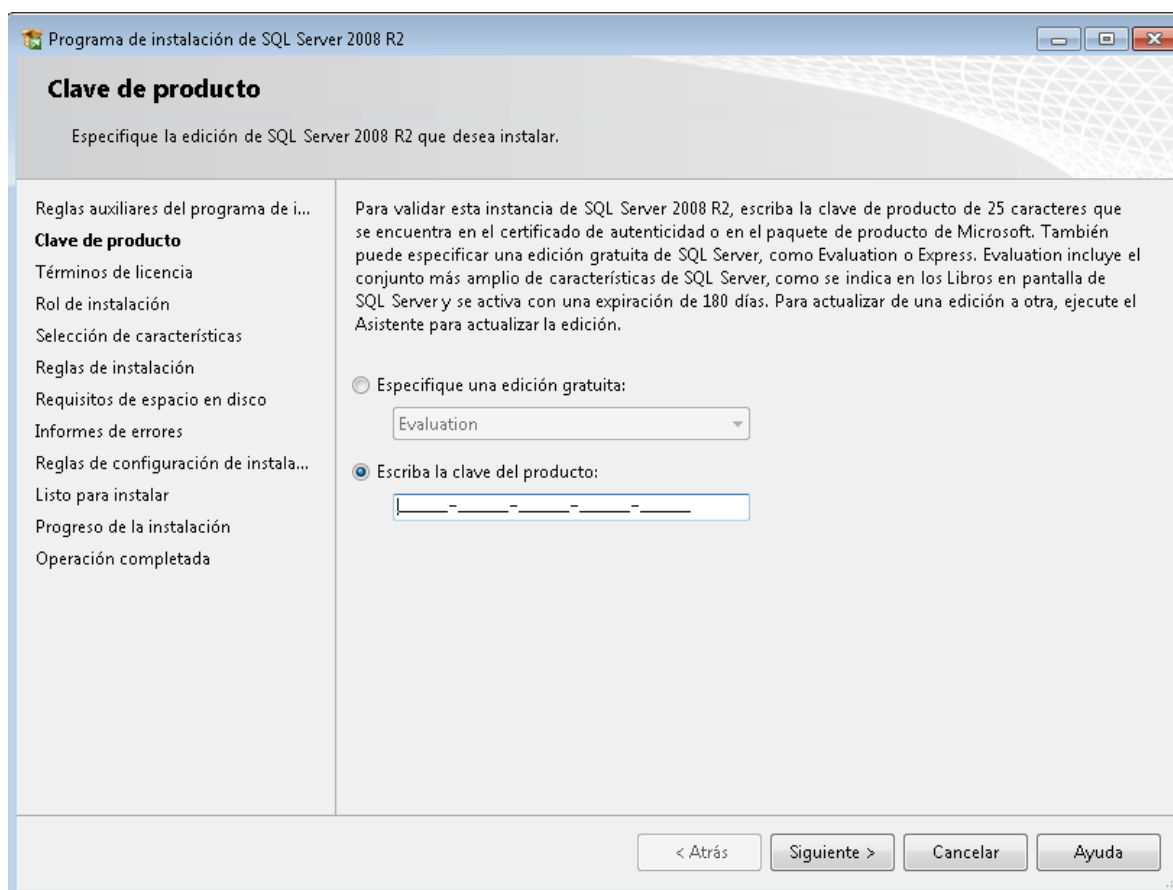 Programa de instalación de SQL Server 2008 R2
Clave de producto
Especifique la edición de SQL Server 2008 R2 que desea instalar.
Reglas auxiliares del programa de i...
Clave de producto
Términos de licencia
Rol de instalación
Selección de características
Reglas de instalación
Requisitos de espacio en disco
Informes de errores
Reglas de configuración de instala...
Listo para instalar
Progreso de la instalación
Operación completada
Para validar esta instancia de SQL Server 2008 R2, escriba la clave de producto de 25 caracteres que
se encuentra en el certificado de autenticidad o en el paquete de producto de Microsoft. También
puede especificar una edición gratuita de SQL Server, como Evaluation o Express. Evaluation incluye el
conjunto más amplio de características de SQL Server, como se indica en los Libros en pantalla de
SQL Server y se activa con una expiración de 180 días. Para actualizar de una edición a otra, ejecute el
Asistente para actualizar la edición.
Especifique una edición gratuita:
Evaluation
Escriba la clave del producto:
_____-_____-_____-_____-_____
< Atrás
Siguiente >
Cancelar
Ayuda